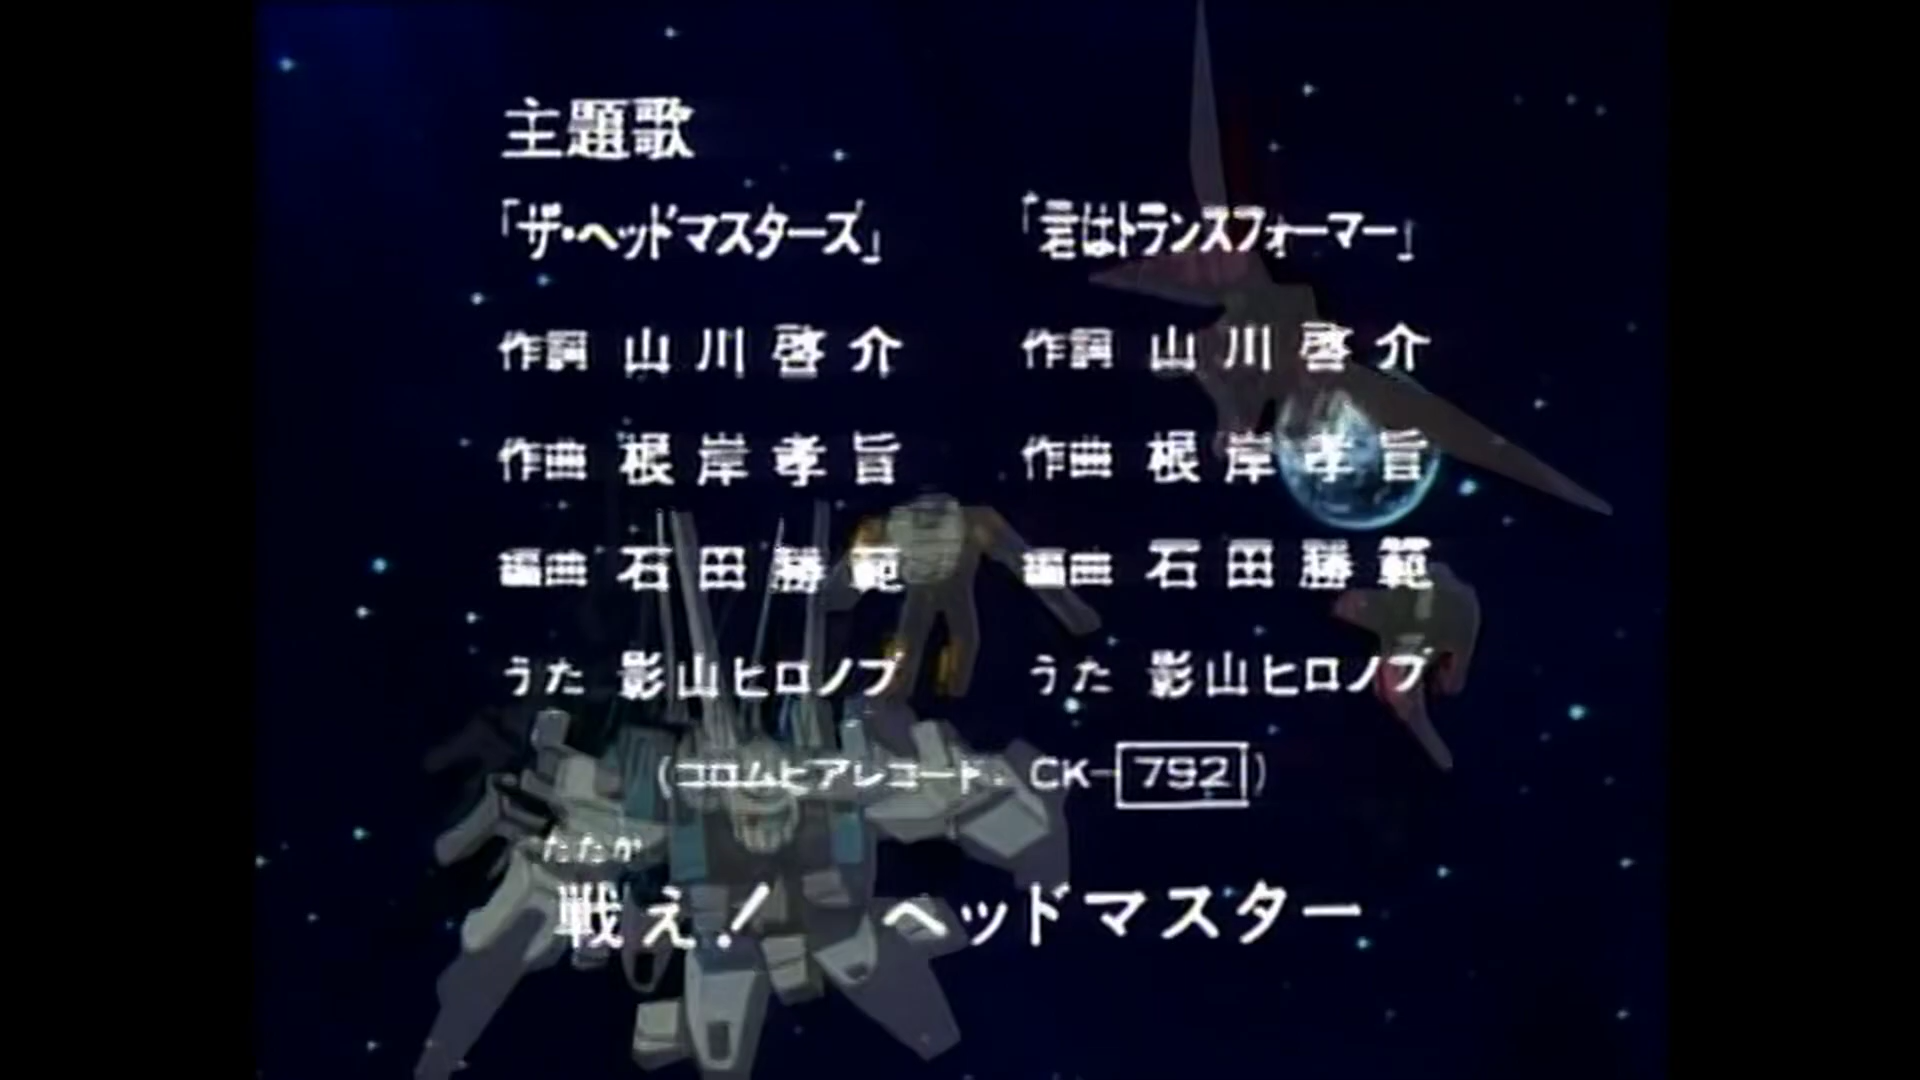 主題歌
「ザ・ヘッドマスターズ」 「君はトランスフォーマー」
作詞 山川啓介 作詞 山川啓介
作曲 根岸孝旨 作曲 根岸孝旨
編曲 石田勝範 編曲 石田勝範
うた 影山ヒロノブ うた 影山ヒロノブ
(コロムビアレコード. CK-792)
たたか
戦え! ヘッドマスター